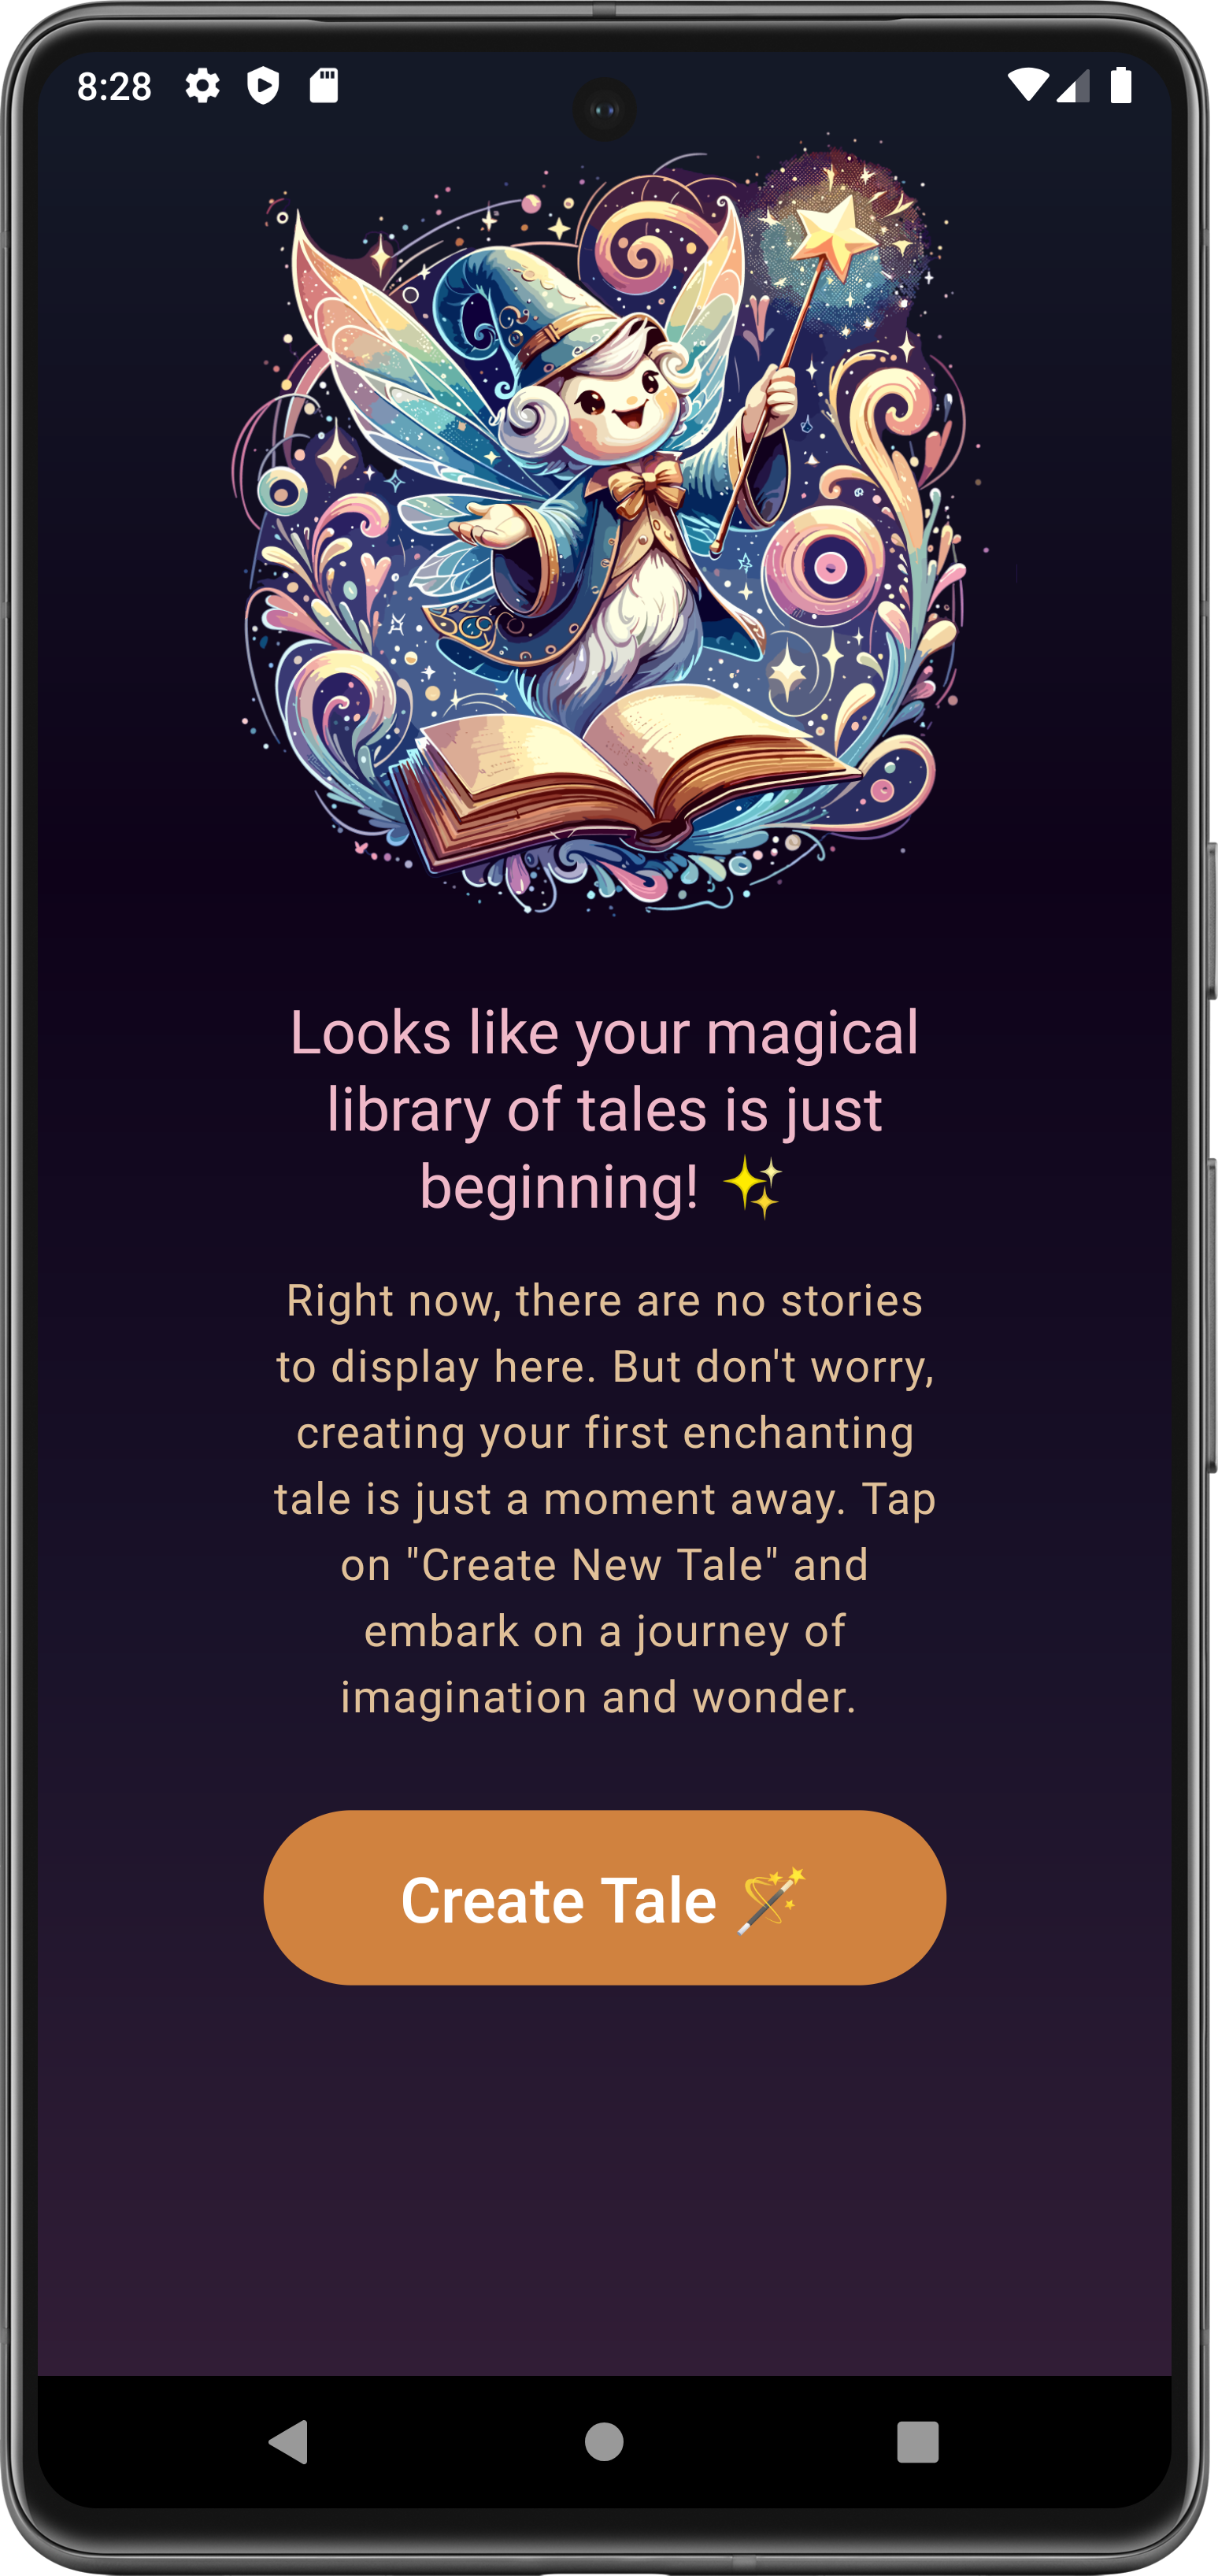 8:28
Looks like your magical
library of tales is just
beginning! ✨
Right now, there are no stories
to display here. But don't worry,
creating your first enchanting
tale is just a moment away. Tap
on "Create New Tale" and
embark on a journey of
imagination and wonder.
Create Tale 🪄